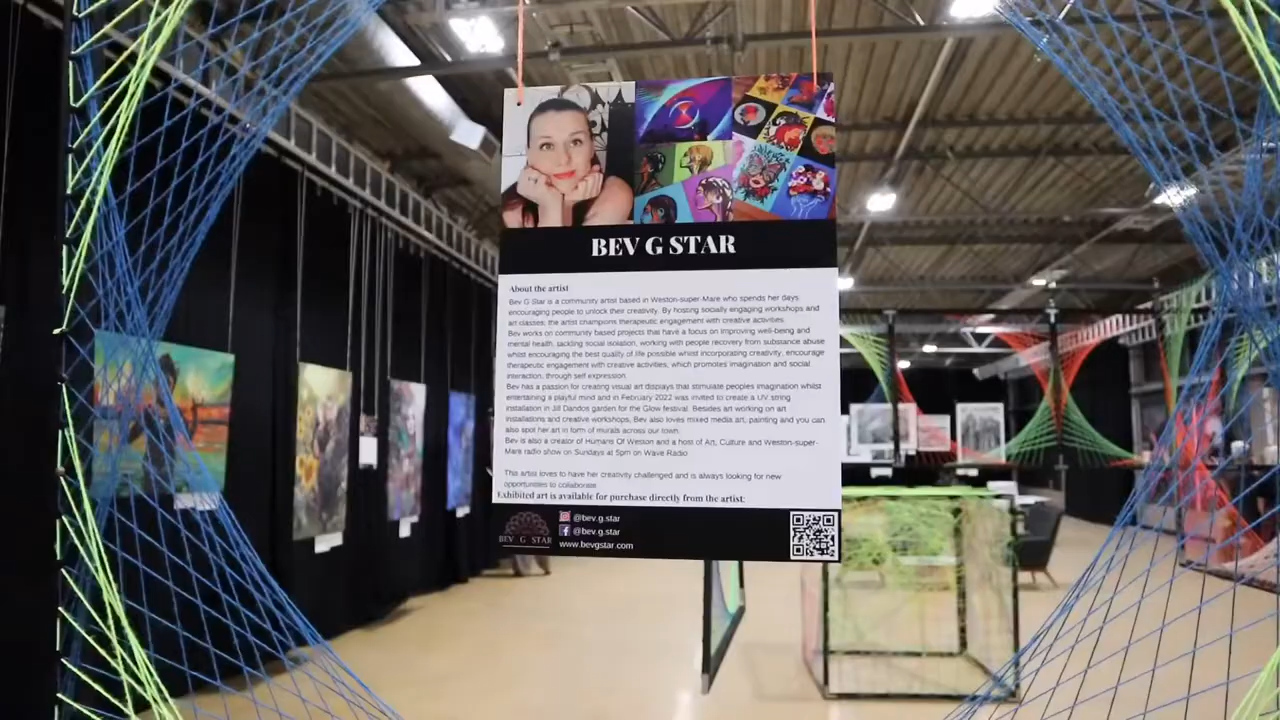 BEV G STAR
About the artist
Bev G Star is a community artist based in Weston-super-Mare who spends her days
encouraging people to unlock their creativity. By hosting socially engaging workshops and
art classes, the artist champions therapeutic engagement with creative activities.
Bev works on community based projects that have a focus on improving well-being and
mental health, tackling social isolation, working with people recovery from substance abuse
whilst encouraging the best quality of life possible whilst incorporating creativity, encourage
therapeutic engagement with creative activities, which promotes imagination and social
interaction, through self expression.
Bev has a passion for creating visual art displays that stimulate peoples imagination whilst
entertaining a playful mind and in February 2022 was invited to create a UV string
installation in Jill Dandos garden for the Glow festival. Besides art working on art
installations and creative workshops, Bev also loves mixed media art, painting and you can
also spot her art in form of murals across our town.
Bev is also a creator of Humans Of Weston and a host of Art, Culture and Weston-super-
Mare radio show on Sundays at 5pm on Wave Radio
This artist loves to have her creativity challenged and is always looking for new
opportunities to collaborate
Exhibited art is available for purchase directly from the artist:
@bev.g.star
@bev.g.star
www.bevgstar.com
BEV G STAR